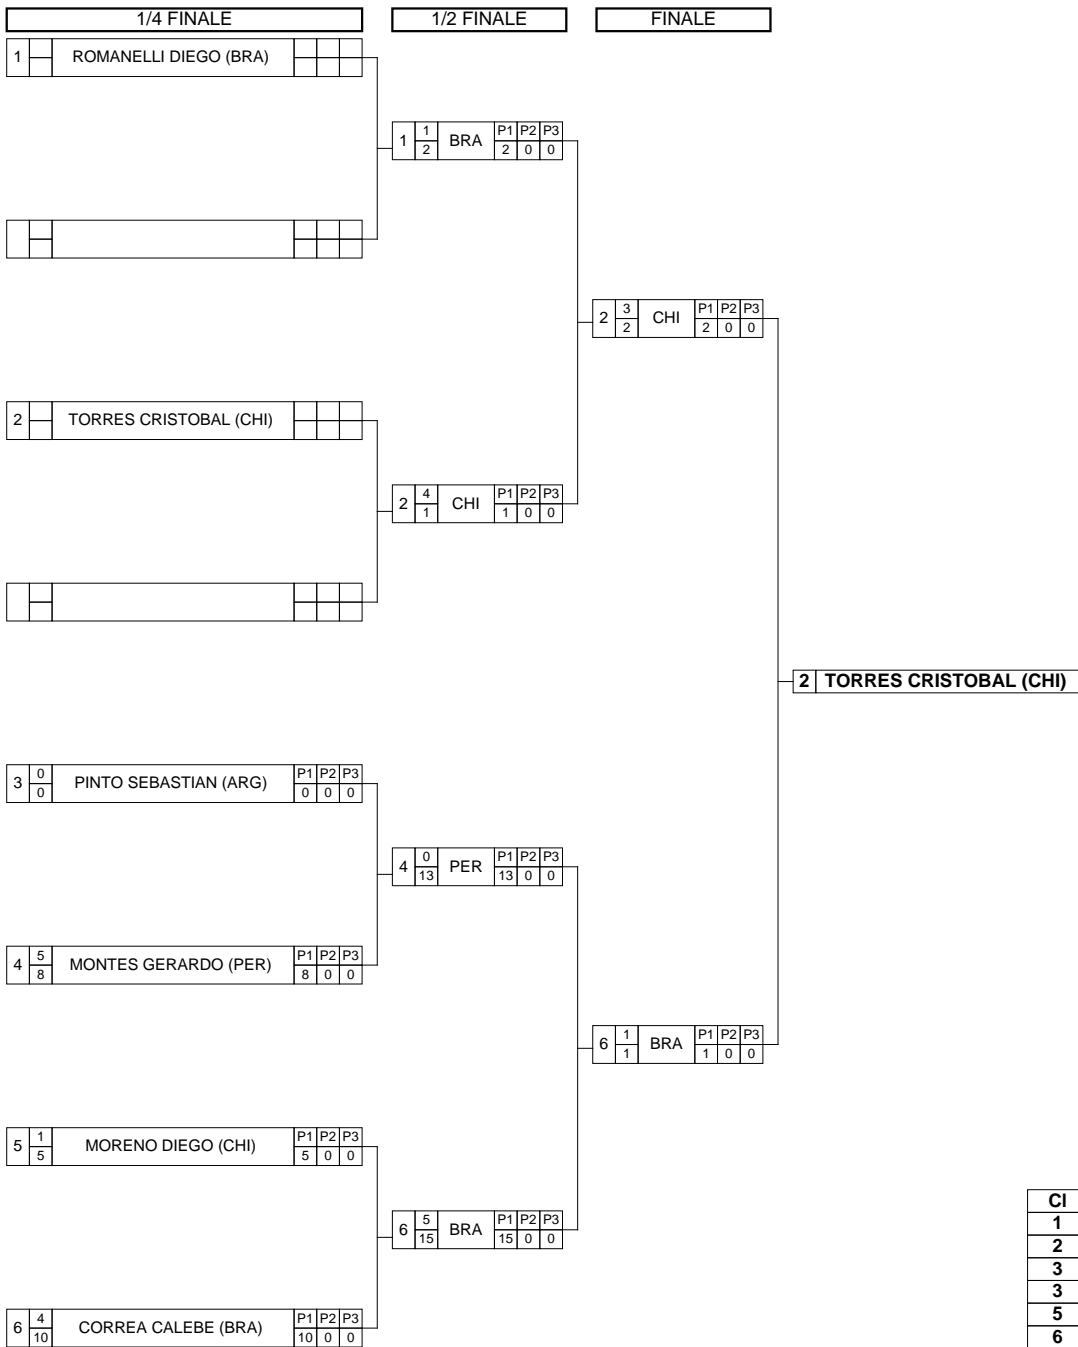 1/4 FINALE 1/2 FINALE FINALE
1 ROMANELLI DIEGO (BRA)
1 1 BRA P1 P2 P3
2 2 0 0
2 3 CHI P1 P2 P3
2 2 0 0
2 TORRES CRISTOBAL (CHI)
2 4 CHI P1 P2 P3
1 1 0 0
2 TORRES CRISTOBAL (CHI)
3 0 PINTO SEBASTIAN (ARG) P1 P2 P3
0 0 0 0
4 0 PER P1 P2 P3
13 13 0 0
4 5 MONTES GERARDO (PER) P1 P2 P3
8 8 0 0
6 1 BRA P1 P2 P3
1 1 0 0
5 1 MORENO DIEGO (CHI) P1 P2 P3
5 5 0 0
6 5 BRA P1 P2 P3
15 15 0 0
Cl
1
2
3
3
5
6
6 4 CORREA CALEBE (BRA) P1 P2 P3
10 10 0 0